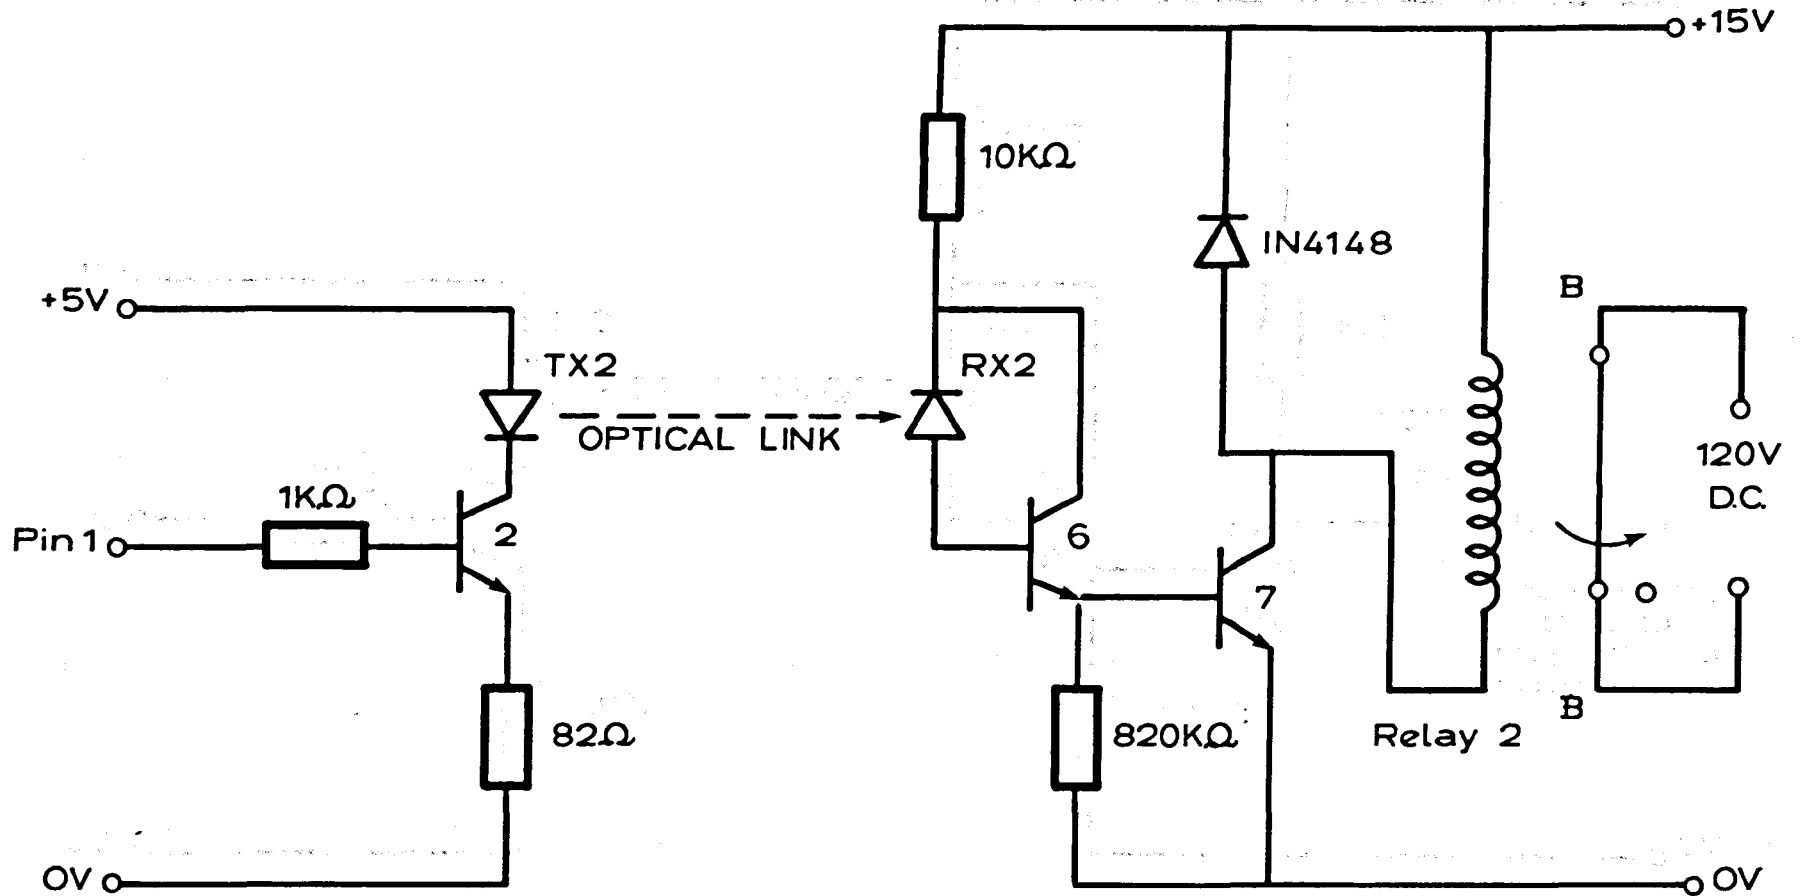 +15V
10KΩ
IN4148
B
+5V
TX2
RX2
OPTICAL LINK
120V
D.C.
1KΩ
Pin 1
2
6
7
82Ω
820KΩ
Relay 2
B
0V
0V